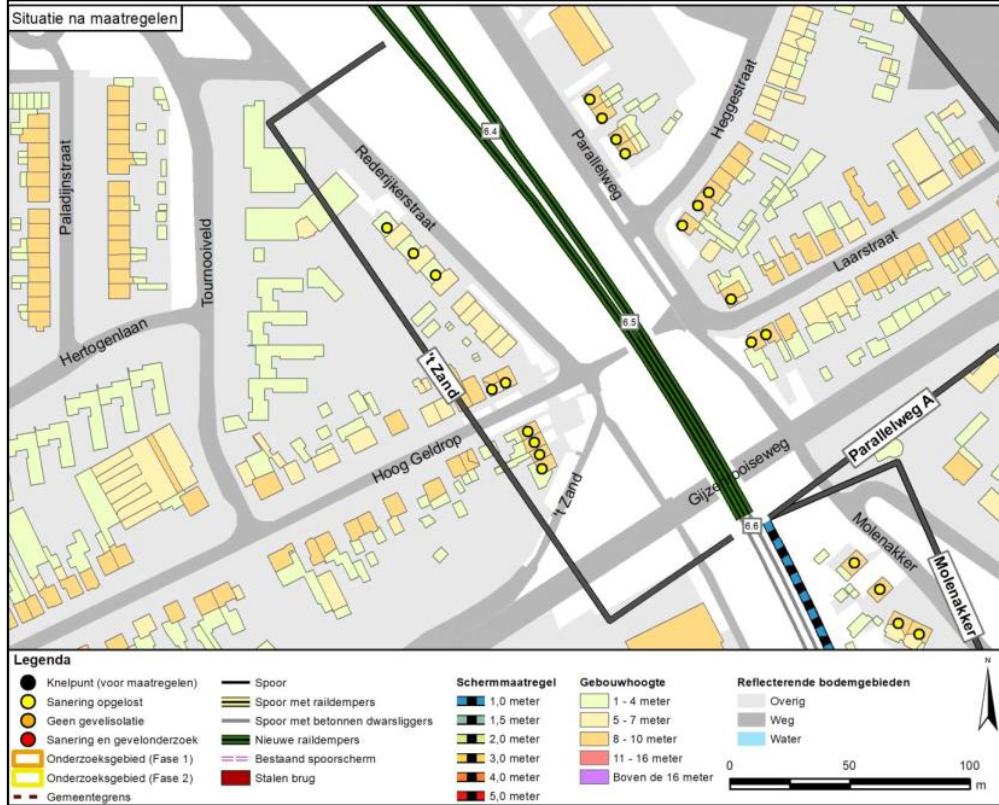 Situatie na maatregelen
Paladijnstraat
Tournooiveld
Hertogenlaan
Rederijkerstraat
Parallelweg
Heggestraat
Laarstraat
6.4
6.5
6.6
't Zand
Hoog Geldrop
't Zand
Parallelweg A
Molenakker
Molenakker
Legenda
Knelpunt (voor maatregelen)
Sanering opgelost
Geen gevelisolatie
Sanering en gevelonderzoek
Onderzoeksgebied (Fase 1)
Onderzoeksgebied (Fase 2)
Gemeentegrens
Spoor
Spoor met raildempers
Spoor met betonnen dwarsliggers
Nieuwe raildempers
Bestaand spoorscherm
Stalen brug
Schermmaatregel
1,0 meter
1,5 meter
2,0 meter
3,0 meter
4,0 meter
5,0 meter
Gebouwhoogte
1 - 4 meter
5 - 7 meter
8 - 10 meter
11 - 16 meter
Boven de 16 meter
Reflecterende bodemgebieden
Overig
Weg
Water
N
0 50 100
m